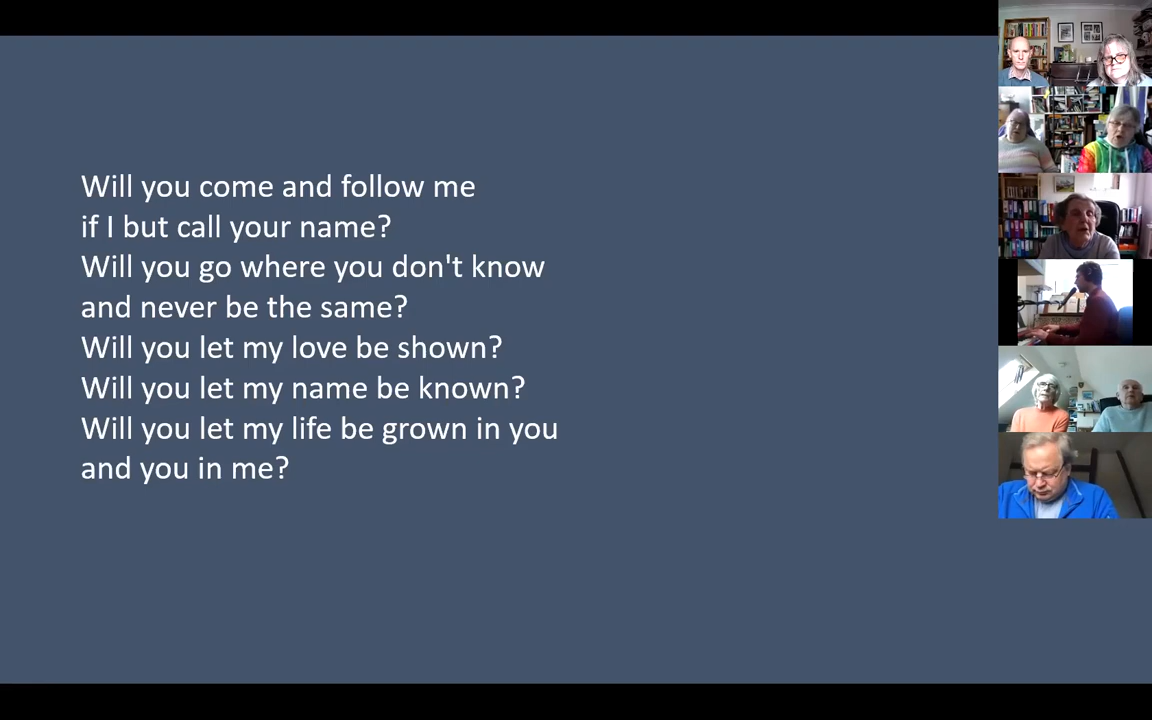 Will you come and follow me
if I but call your name?
Will you go where you don't know
and never be the same?
Will you let my love be shown?
Will you let my name be known?
Will you let my life be grown in you
and you in me?